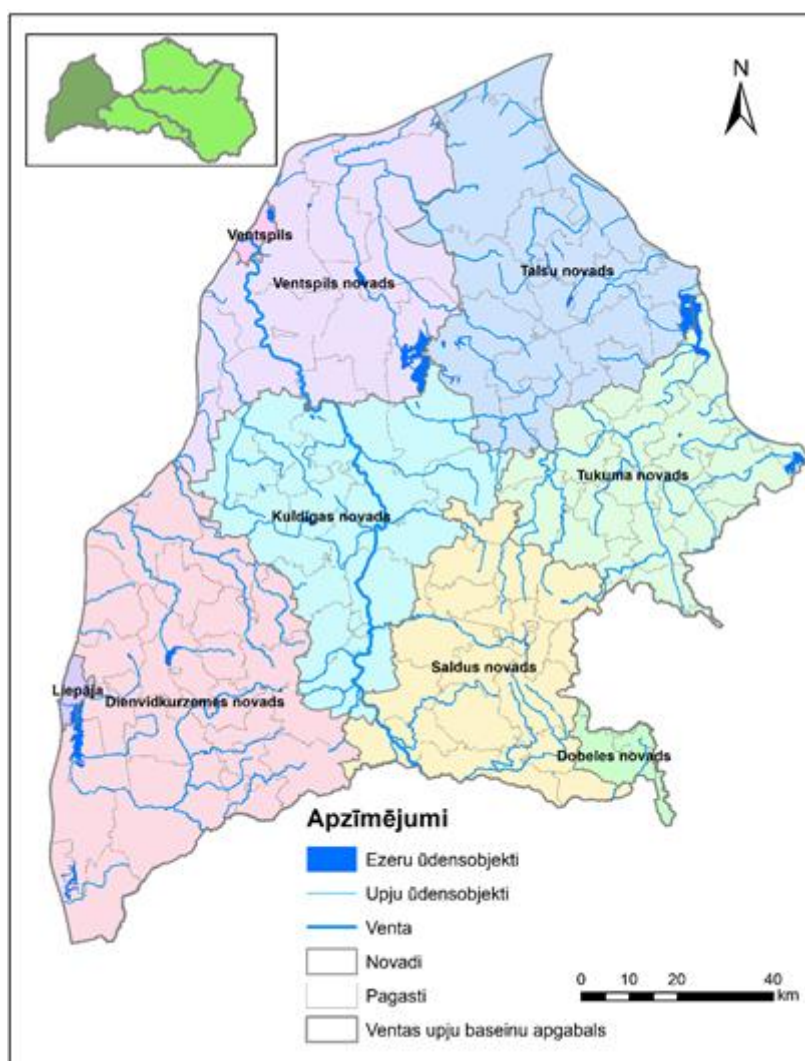 N
Ventspils
Ventspils novads
Talsu novads
Tukuma novads
Kuldīgas novads
Saldus novads
Liepāja
Dienvidkurzemes novads
Dobeles novads
Apzīmējumi
Ezeru ūdensobjekti
Upju ūdensobjekti
Venta
Novadi
Pagasti
Ventas upju baseinu apgabals
0 10 20 40
km